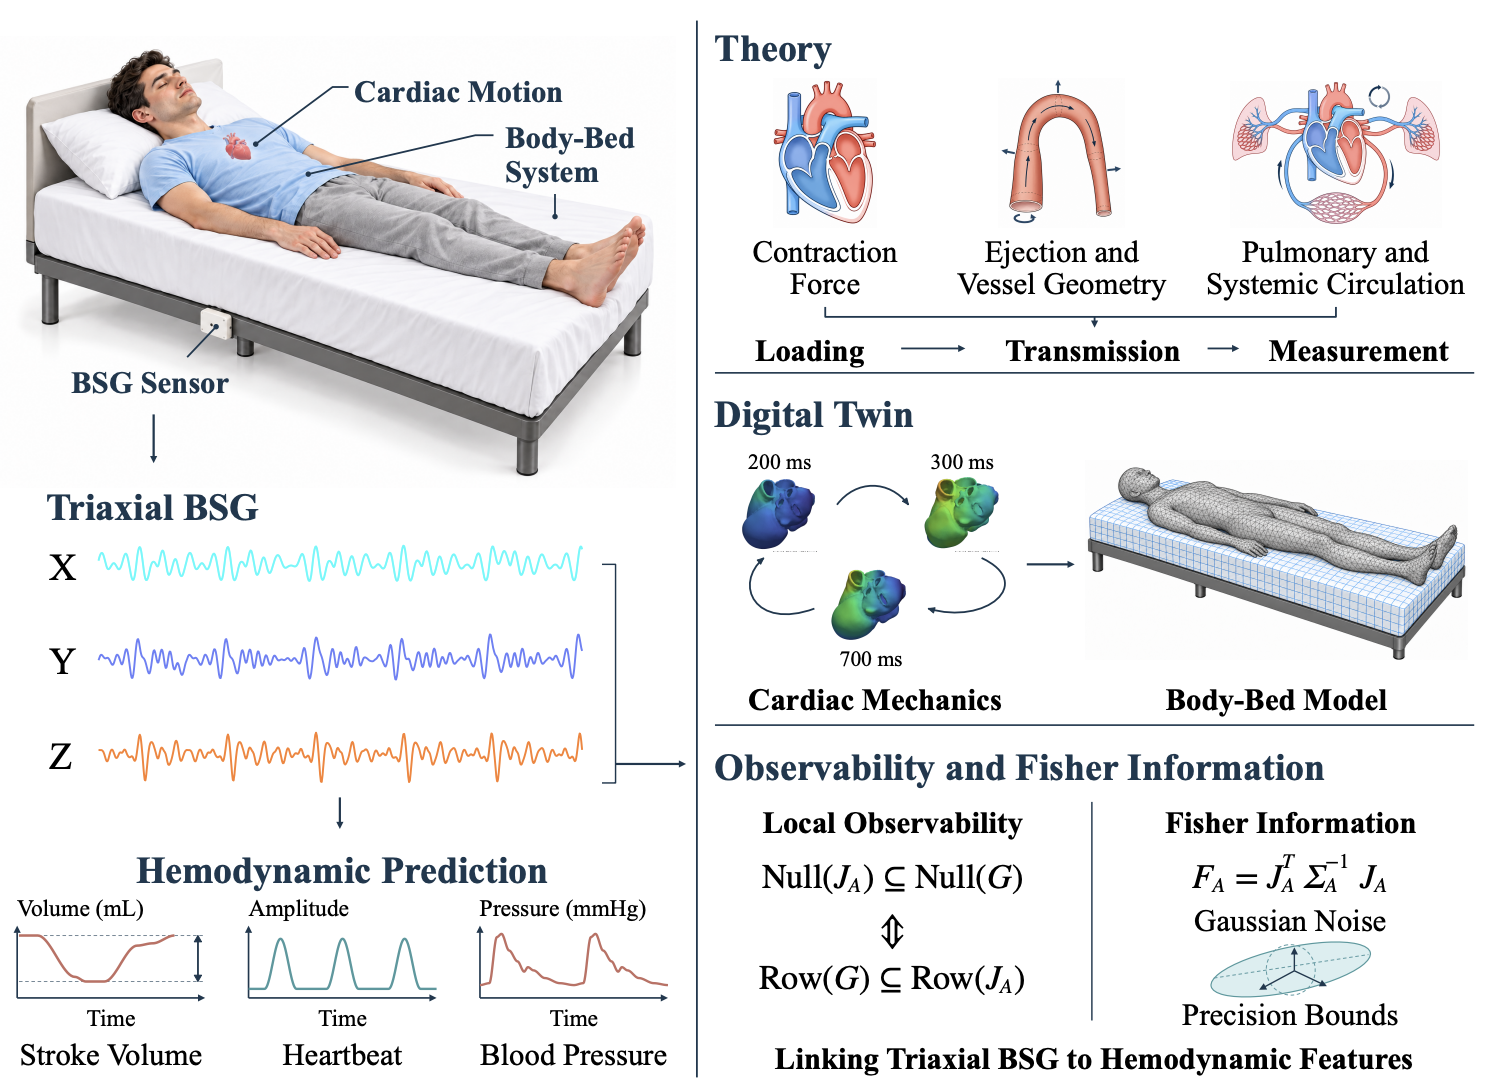 Cardiac Motion
Body-Bed
System
BSG Sensor
Triaxial BSG
X
Y
Z
Hemodynamic Prediction
Volume (mL)
Time
Stroke Volume
Amplitude
Time
Heartbeat
Pressure (mmHg)
Time
Blood Pressure
Theory
Contraction
Force
Ejection and
Vessel Geometry
Pulmonary and
Systemic Circulation
Loading
Transmission
Measurement
Digital Twin
200 ms
300 ms
700 ms
Cardiac Mechanics
Body-Bed Model
Observability and Fisher Information
Local Observability
Null(J_A) ⊆ Null(G)
⇕
Row(G) ⊆ Row(J_A)
Fisher Information
F_A = J_A^T Σ_A^{-1} J_A
Gaussian Noise
Precision Bounds
Linking Triaxial BSG to Hemodynamic Features